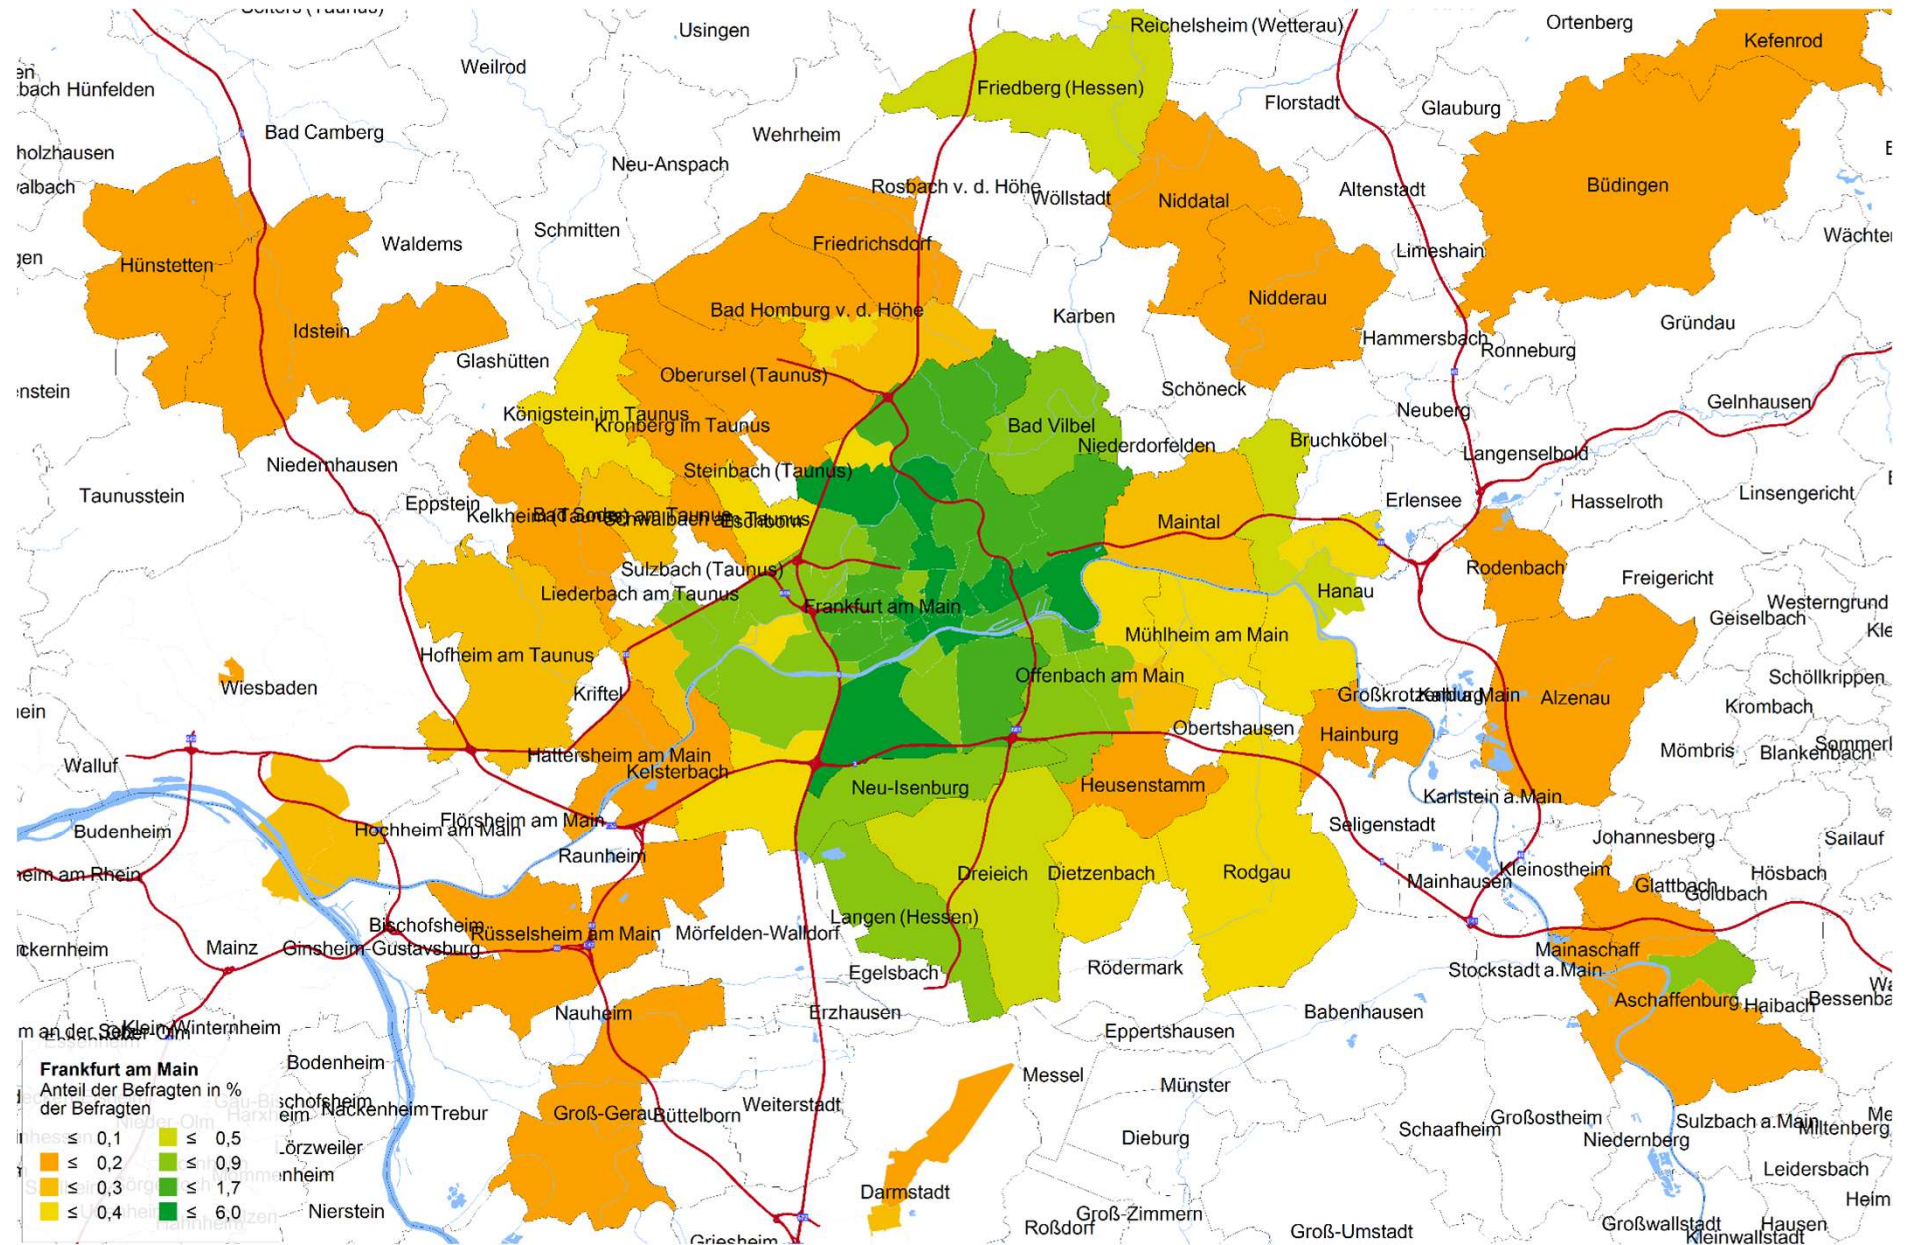 Usingen
Reichelsheim (Wetterau)
Ortenberg
Kefenrod
Weilrod
bach Hünfelden
Friedberg (Hessen)
Florstadt
Glauburg
Bad Camberg
Wehrheim
holzhausen
Neu-Anspach
Rosbach v. d. Höhe
Wöllstadt
Niddatal
Altenstadt
Büdingen
Schmitten
Waldems
Friedrichsdorf
Limeshain
Hünstetten
Nidderau
Bad Homburg v. d. Höhe
Karben
Idstein
Hammersbach
Ronneburg
Gründau
Glashütten
Oberursel (Taunus)
Schöneck
Königstein im Taunus
Kronberg im Taunus
Bad Vilbel
Neuberg
Gelnhausen
Niederdorfelden
Bruchköbel
Langenselbold
Niedernhausen
Steinbach (Taunus)
Taunusstein
Eppstein
Erlensee
Hasselroth
Linsengericht
Maintal
Sulzbach (Taunus)
Rodenbach
Freigericht
Liederbach am Taunus
Frankfurt am Main
Hanau
Westerngrund
Geiselbach
Mühlheim am Main
Hofheim am Taunus
Offenbach am Main
Schöllkrippen
Wiesbaden
Kriftel
Alzenau
Krombach
Obertshausen
Hainburg
Mömbris
Blankenbach
Walluf
Hattersheim am Main
Kelsterbach
Neu-Isenburg
Heusenstamm
Karlstein a.Main
Budenheim
Hochheim am Main
Flörsheim am Main
Seligenstadt
Johannesberg
Sailauf
Raunheim
Dreieich
Dietzenbach
Rodgau
Mainhausen
Kleinostheim
Glattbach
Goldbach
Hösbach
Langen (Hessen)
Bischofsheim
Rüsselsheim am Main
Mörfelden-Walldorf
Mainz
Ginsheim-Gustavsburg
Egelsbach
Rödermark
Mainaschaff
Stockstadt a.Main
Aschaffenburg
Haibach
Nauheim
Erzhausen
Babenhausen
Eppertshausen
Klein-Winternheim
Bodenheim
Messel
Münster
Nackenheim
Trebur
Groß-Gerau
Büttelborn
Weiterstadt
Großostheim
Sulzbach a.Main
Schaafheim
Niedernberg
Dieburg
Lörzweiler
Leidersbach
Darmstadt
Nierstein
Groß-Zimmern
Roßdorf
Groß-Umstadt
Großwallstadt
Hausen
Kleinwallstadt
Griesheim
Frankfurt am Main
Anteil der Befragten in %
der Befragten
≤ 0,1 ≤ 0,5
≤ 0,2 ≤ 0,9
≤ 0,3 ≤ 1,7
≤ 0,4 ≤ 6,0